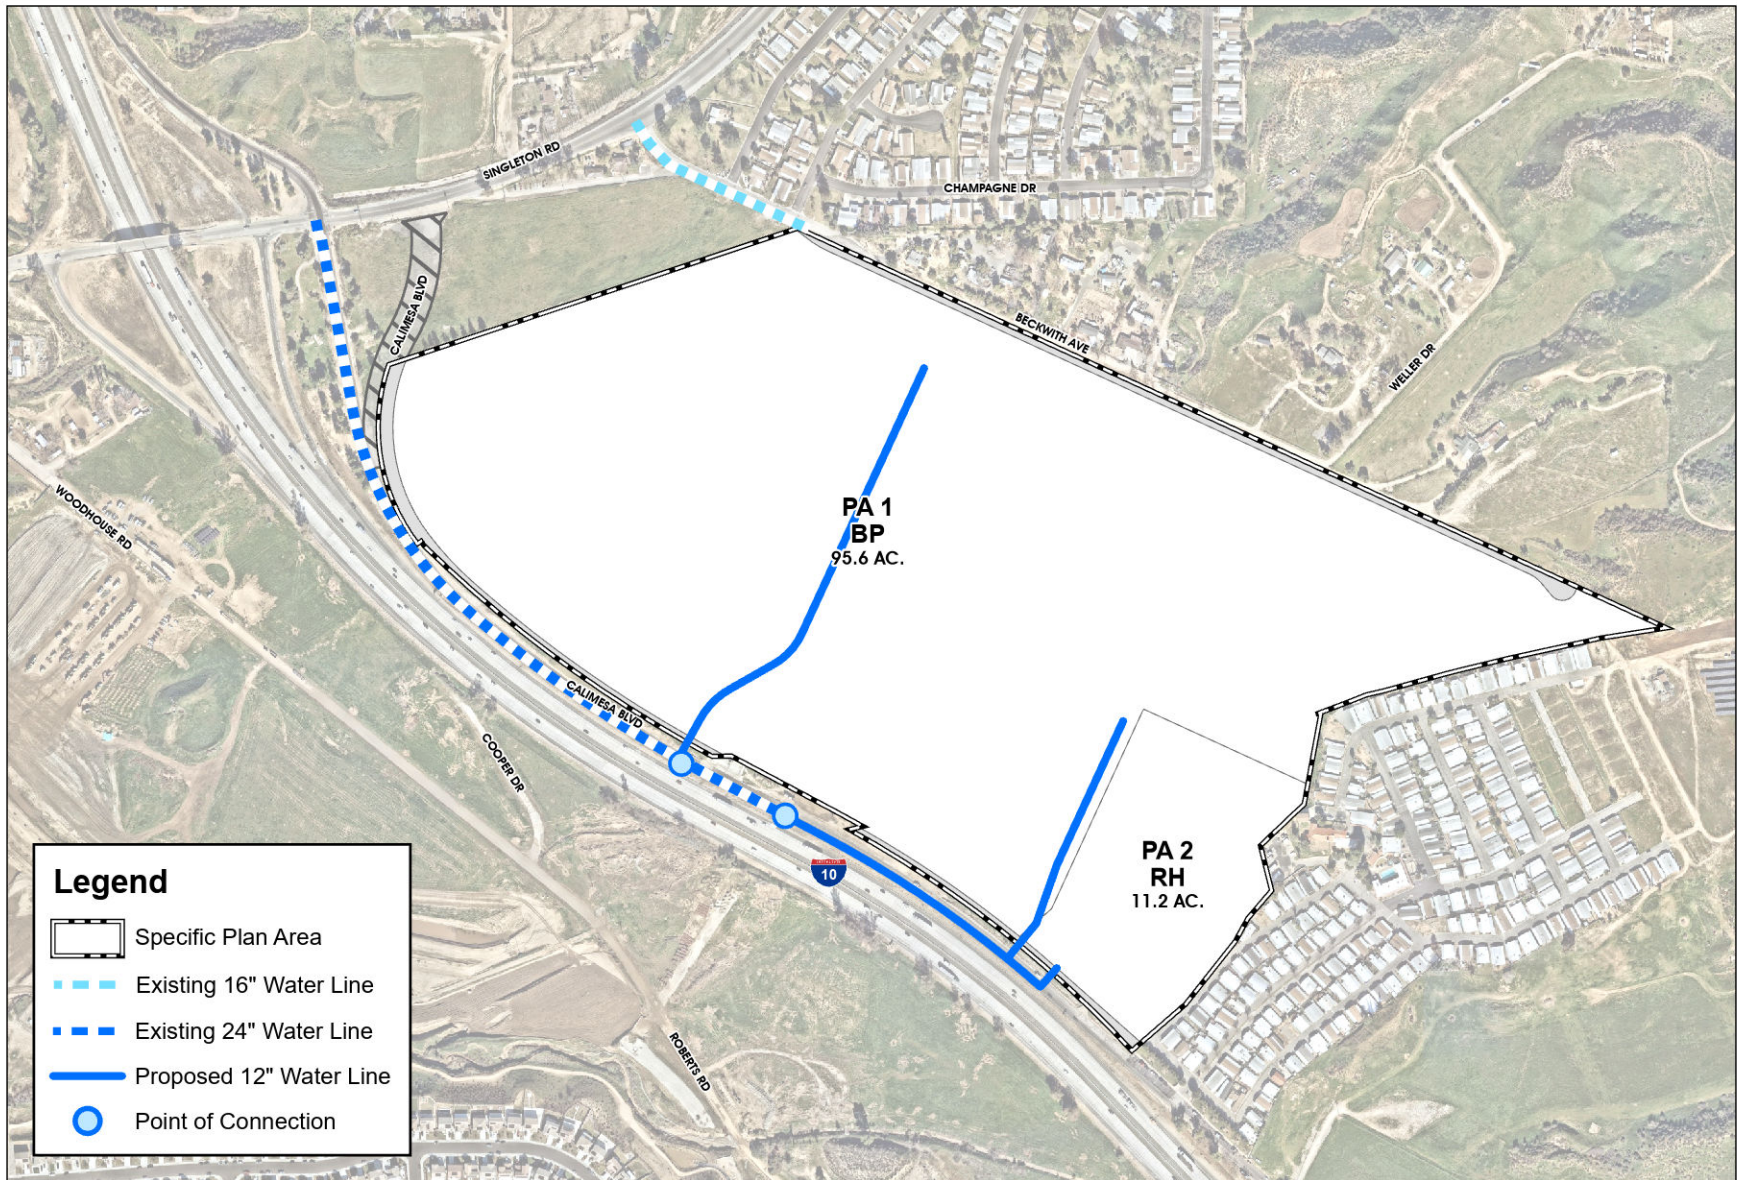 SINGLETON RD
CHAMPAGNE DR
CALIMESA BLVD
BECKWITH AVE
WELLER DR
WOODHOUSE RD
PA 1
BP
95.6 AC.
CALIMESA BLVD
COOPER DR
PA 2
RH
11.2 AC.
10
ROBERTS RD
Legend
Specific Plan Area
Existing 16" Water Line
Existing 24" Water Line
Proposed 12" Water Line
Point of Connection